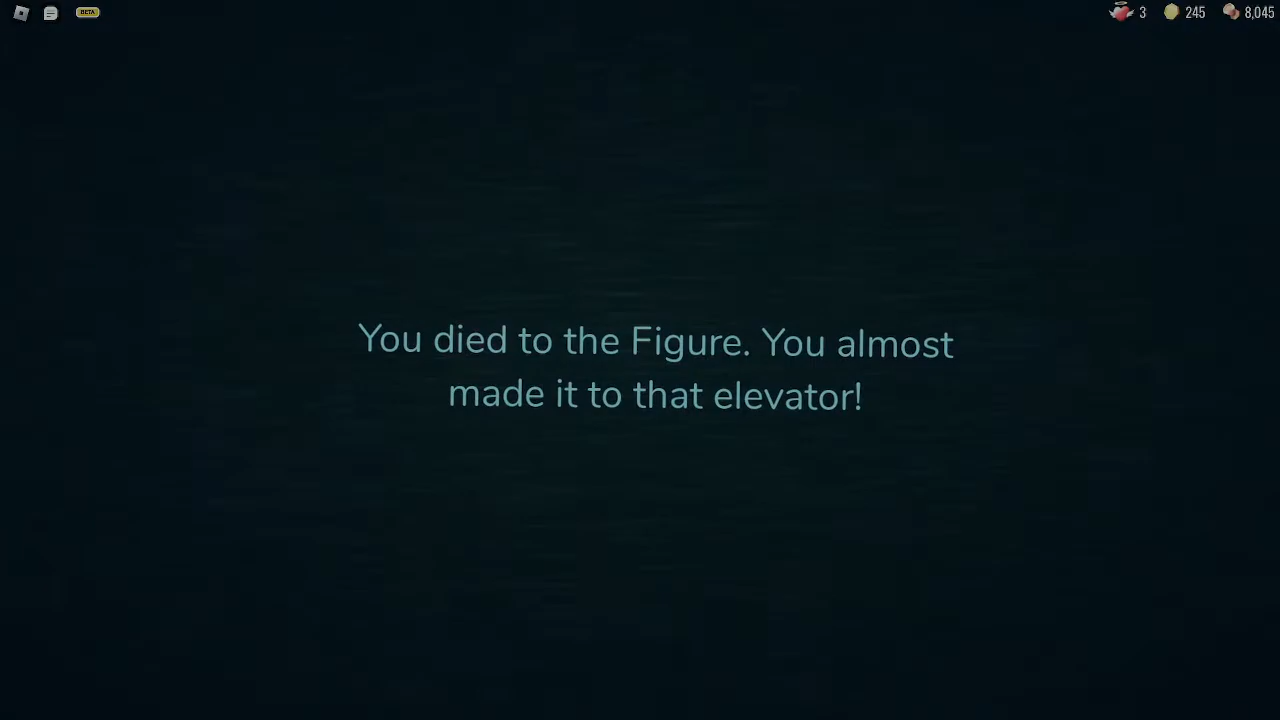 BETA
3 245 8,045
You died to the Figure. You almost
made it to that elevator!